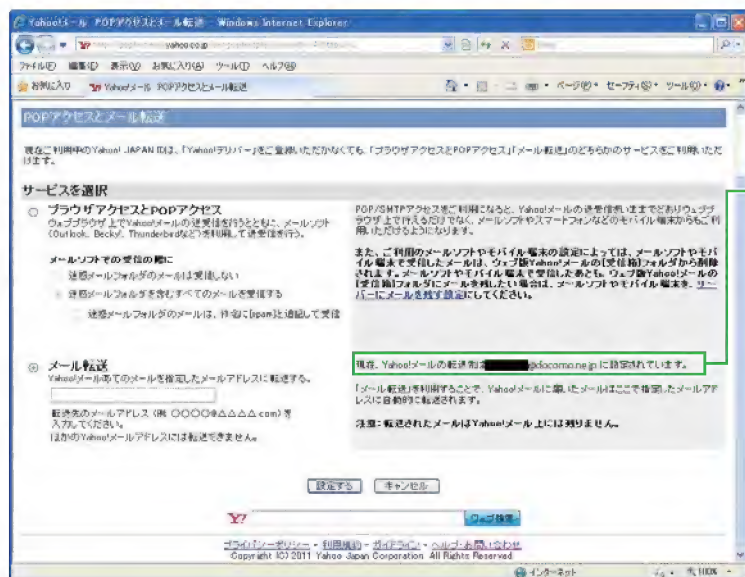 Yahoo!メール POPアクセスとメール転送 - Windows Internet Explorer
yahoo.co.jp
ファイル(F) 編集(E) 表示(V) お気に入り(A) ツール(T) ヘルプ(H)
お気に入り Yahoo!メール POPアクセスとメール転送 ページ(P) セーフティ(S) ツール(O)
POPアクセスとメール転送
現在ご利用中のYahoo! JAPAN IDは、「Yahoo!デリバー」をご登録いただかなくても、「ブラウザアクセスとPOPアクセス」「メール転送」のどちらかのサービスをご利用いただけます。
サービスを選択
ブラウザアクセスとPOPアクセス
ウェブブラウザ上でYahoo!メールの送受信を行うとともに、メールソフト
(Outlook、Becky!、Thunderbirdなど)を利用して送受信を行う。
メールソフトでの受信の際に
迷惑メールフォルダのメールは受信しない
迷惑メールフォルダを含むすべてのメールを受信する
迷惑メールフォルダのメールは、件名に[spam]と追記して受信
POP/SMTPアクセスをご利用になると、Yahoo!メールの送受信がいままでどおりウェブブ
ラウザ上で行えるだけでなく、メールソフトやスマートフォンなどのモバイル端末からもご利
用いただけるようになります。
また、ご利用のメールソフトやモバイル端末の設定によっては、メールソフトやモバ
イル端末で受信したメールは、ウェブ版Yahoo!メールの[受信箱]フォルダから削除
されます。メールソフトやモバイル端末で受信したあとも、ウェブ版Yahoo!メールの
[受信箱]フォルダにメールを残したい場合は、メールソフトやモバイル端末を、サー
バーにメールを残す設定にしてください。
メール転送
Yahoo!メールあてのメールを指定したメールアドレスに転送する。
転送先のメールアドレス（例: ○○○○@△△△△.com）を
入力してください。
ほかのYahoo!メールアドレスには転送できません。
現在、Yahoo!メールの転送先は @docomo.ne.jp に設定されています。
「メール転送」を利用することで、Yahoo!メールに届いたメールはここで指定したメールアド
レスに自動的に転送されます。
注意: 転送されたメールはYahoo!メール上には残りません。
設定する キャンセル
Y? ウェブ検索
プライバシーポリシー - 利用規約 - ガイドライン - ヘルプ・お問い合わせ
Copyright (C) 2011 Yahoo Japan Corporation. All Rights Reserved.
インターネット 100%